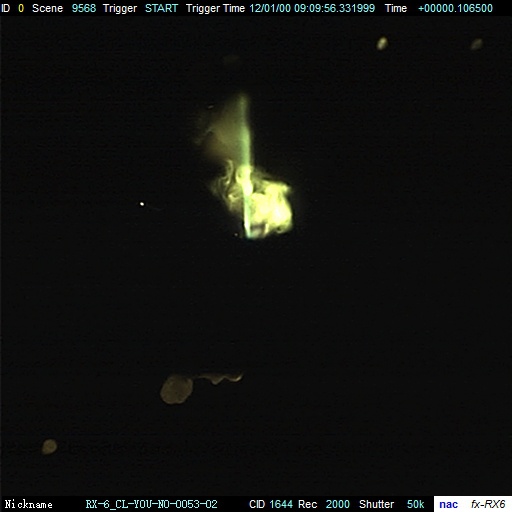 ID 0 Scene 9568 Trigger START Trigger Time 12/01/00 09:09:56.331999 Time +00000.106500
Nickname RX-6_CL-YOU-NO-0053-02 CID 1644 Rec 2000 Shutter 50k nac fx-RX6